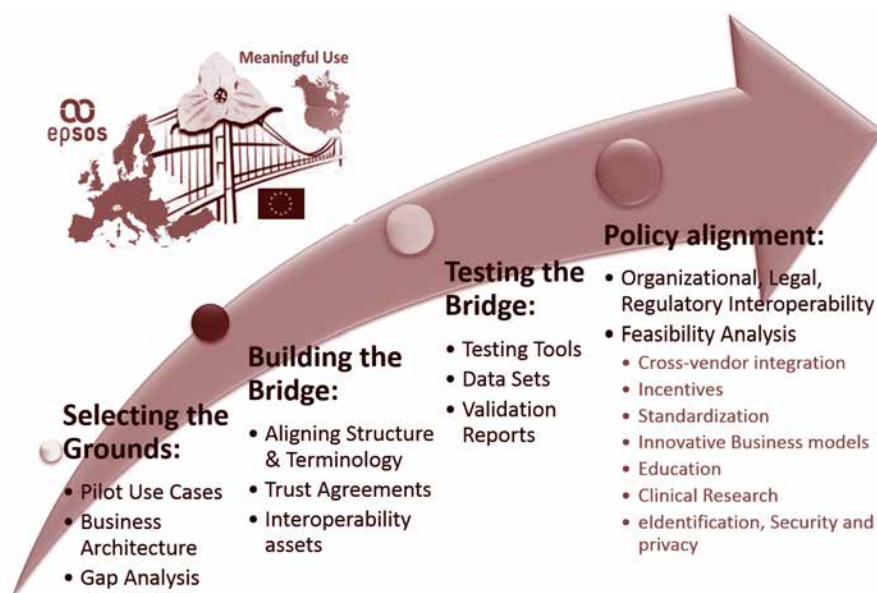 Meaningful Use
epsos
Selecting the
Grounds:
• Pilot Use Cases
• Business
Architecture
• Gap Analysis
Building the
Bridge:
• Aligning Structure
& Terminology
• Trust Agreements
• Interoperability
assets
Testing the
Bridge:
• Testing Tools
• Data Sets
• Validation
Reports
Policy alignment:
• Organizational, Legal,
Regulatory Interoperability
• Feasibility Analysis
• Cross-vendor integration
• Incentives
• Standardization
• Innovative Business models
• Education
• Clinical Research
• eIdentification, Security and
privacy